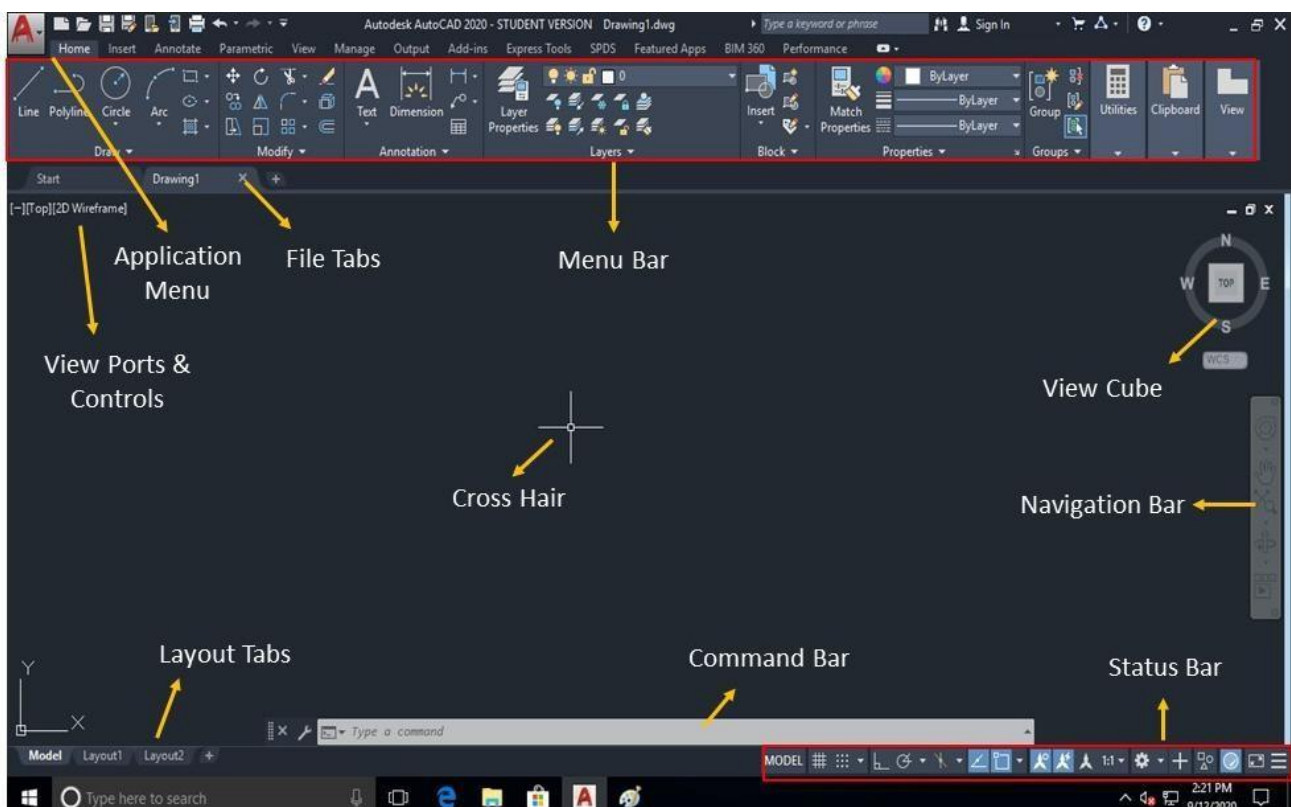 A
Autodesk AutoCAD 2020 - STUDENT VERSION Drawing1.dwg Type a keyword or phrase Sign In
Home Insert Annotate Parametric View Manage Output Add-ins Express Tools SPDS Featured Apps BIM 360 Performance
0 ByLayer
Line Polyline Circle Arc A Text Dimension Layer Properties Insert Match Properties ByLayer Group Utilities Clipboard View
ByLayer
Draw Modify Annotation Layers Block Properties Groups
Start Drawing1 +
[−][Top][2D Wireframe]
N
W TOP E
S
WCS
Application Menu
File Tabs
Menu Bar
View Ports & Controls
View Cube
Cross Hair
Navigation Bar
Layout Tabs
Command Bar
Status Bar
Y
X
Type a command
Model Layout1 Layout2 +
MODEL 1:1
Type here to search
A
2:21 PM
9/12/2020